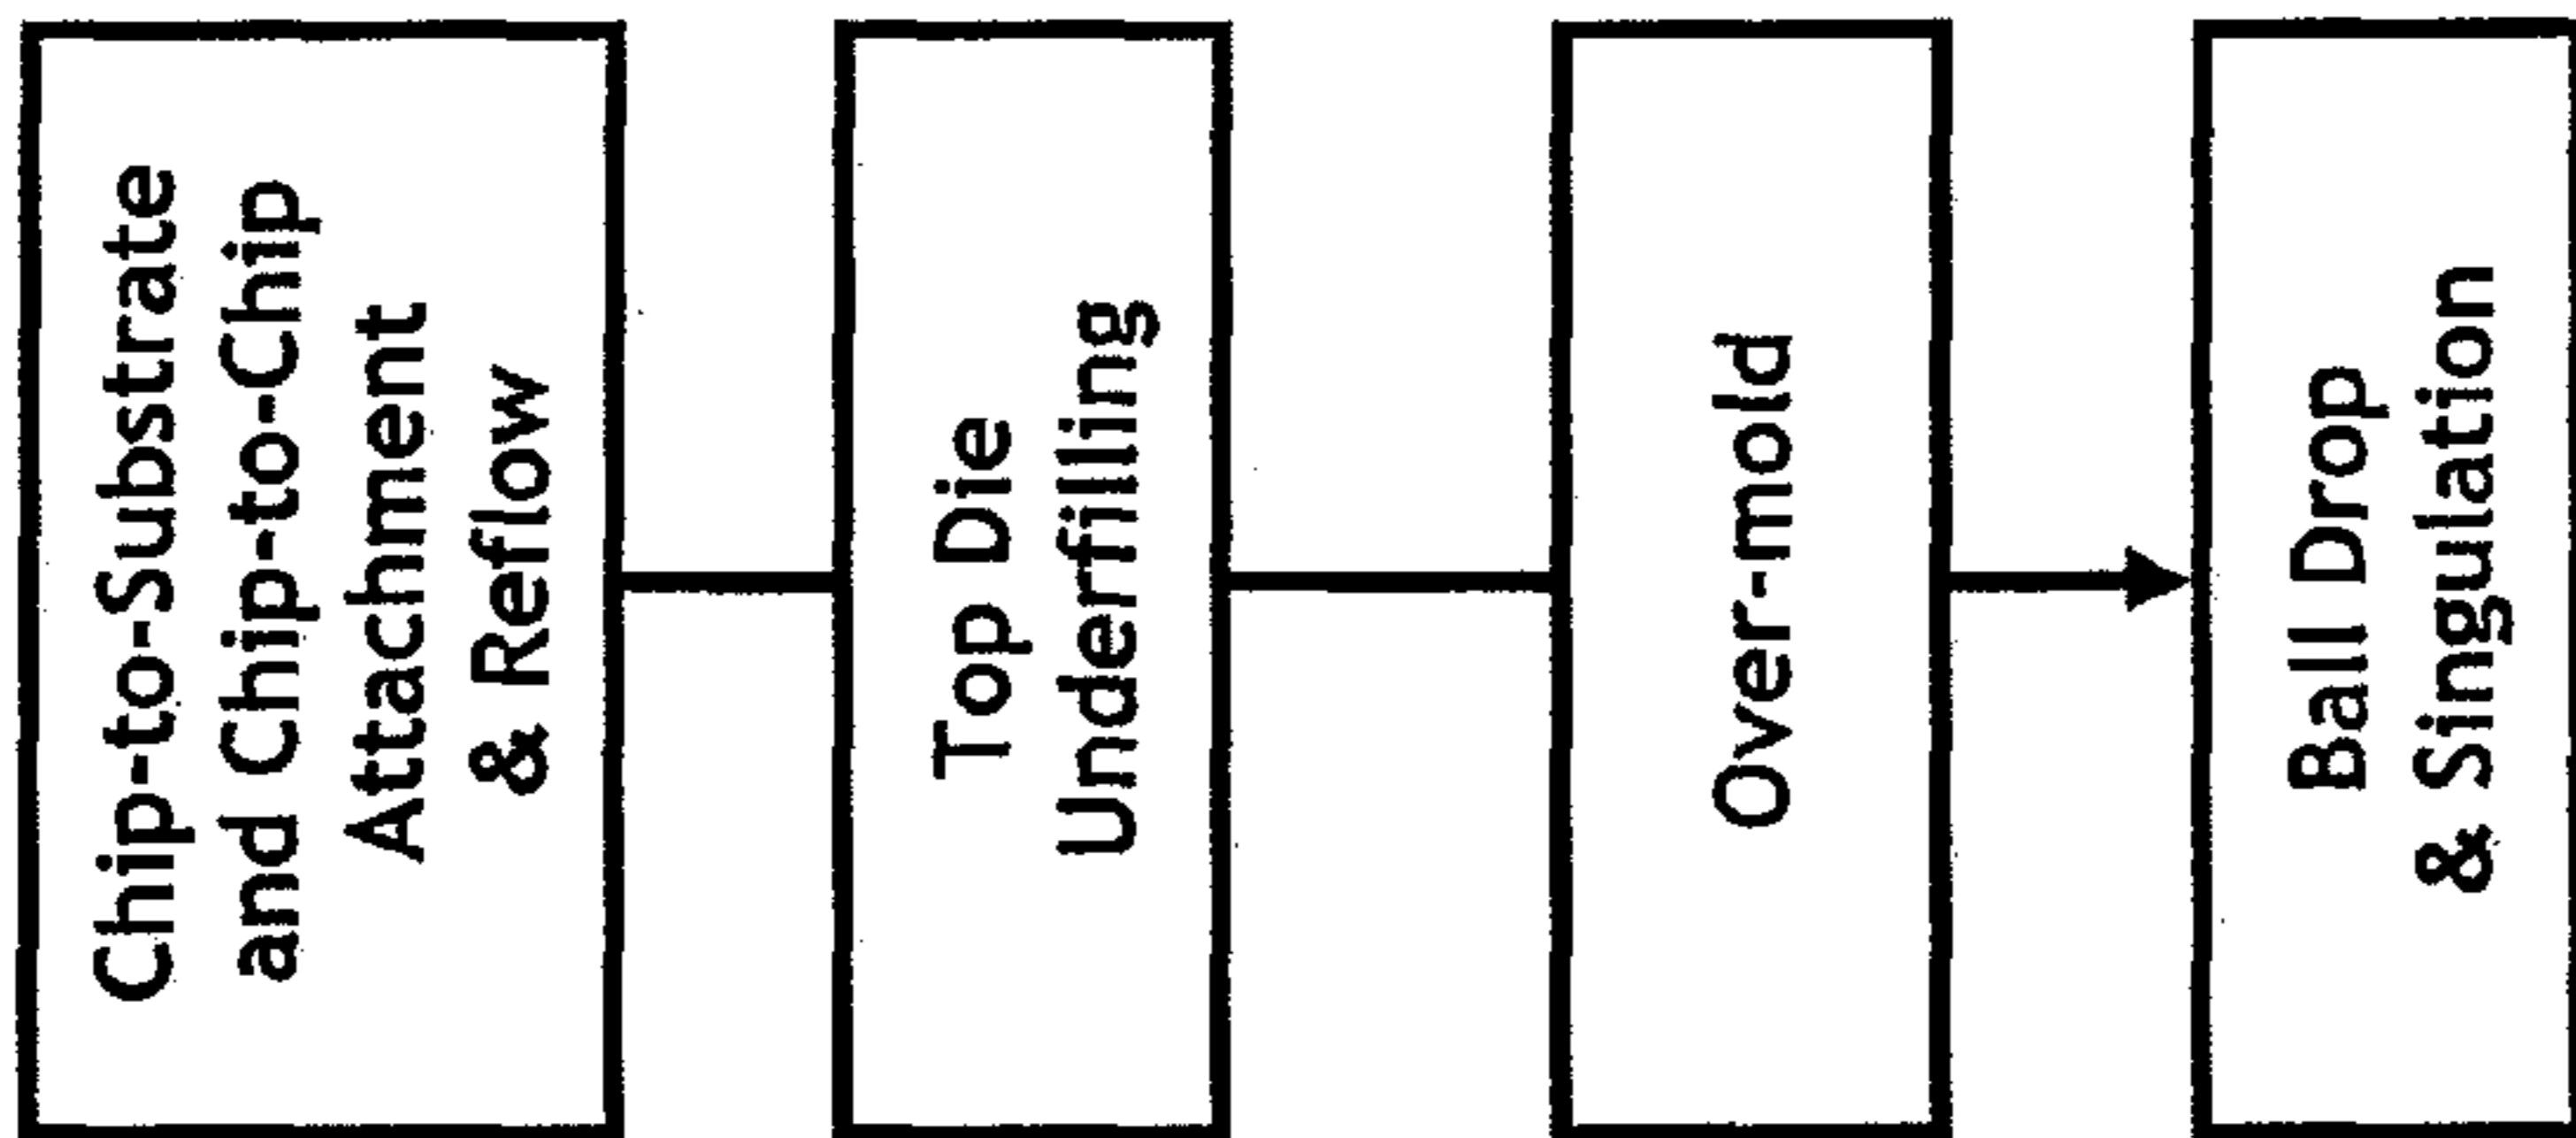 Chip-to-Substrate
and Chip-to-Chip
Attachment
& Reflow
Top Die
Underfilling
Over-mold
Ball Drop
& Singulation